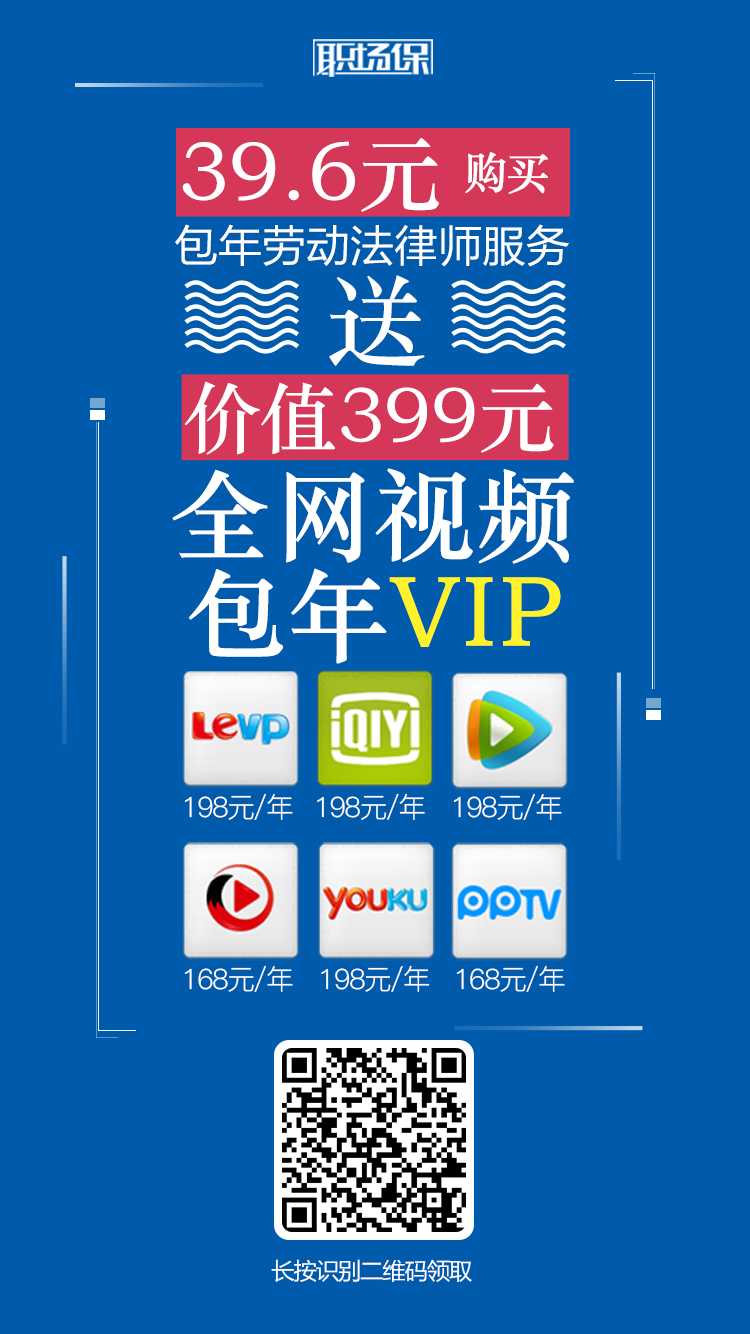 职场保
39.6元 购买
包年劳动法律师服务
送
价值399元
全网视频
包年VIP
Levp
iQIYI
198元/年
198元/年
198元/年
YOUKU
PPTV
168元/年
198元/年
168元/年
长按识别二维码领取